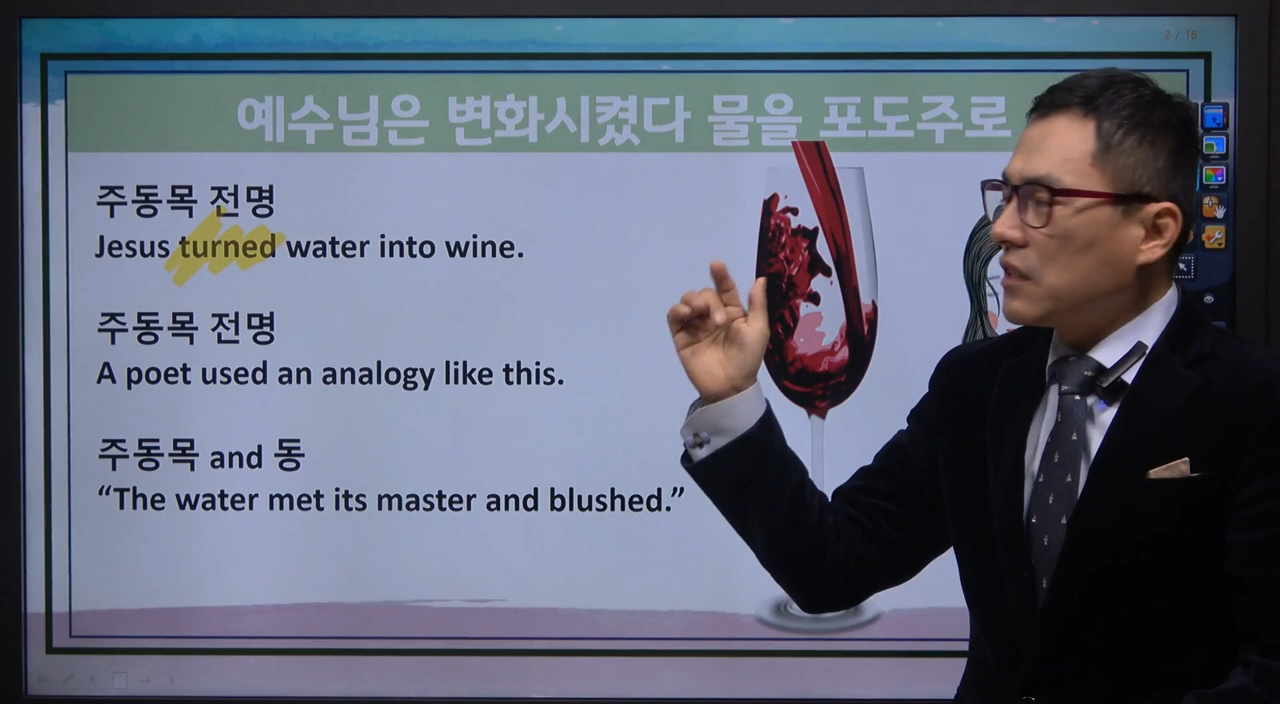 2 / 16
예수님은 변화시켰다 물을 포도주로
주동목 전명
Jesus turned water into wine.
주동목 전명
A poet used an analogy like this.
주동목 and 동
“The water met its master and blushed.”